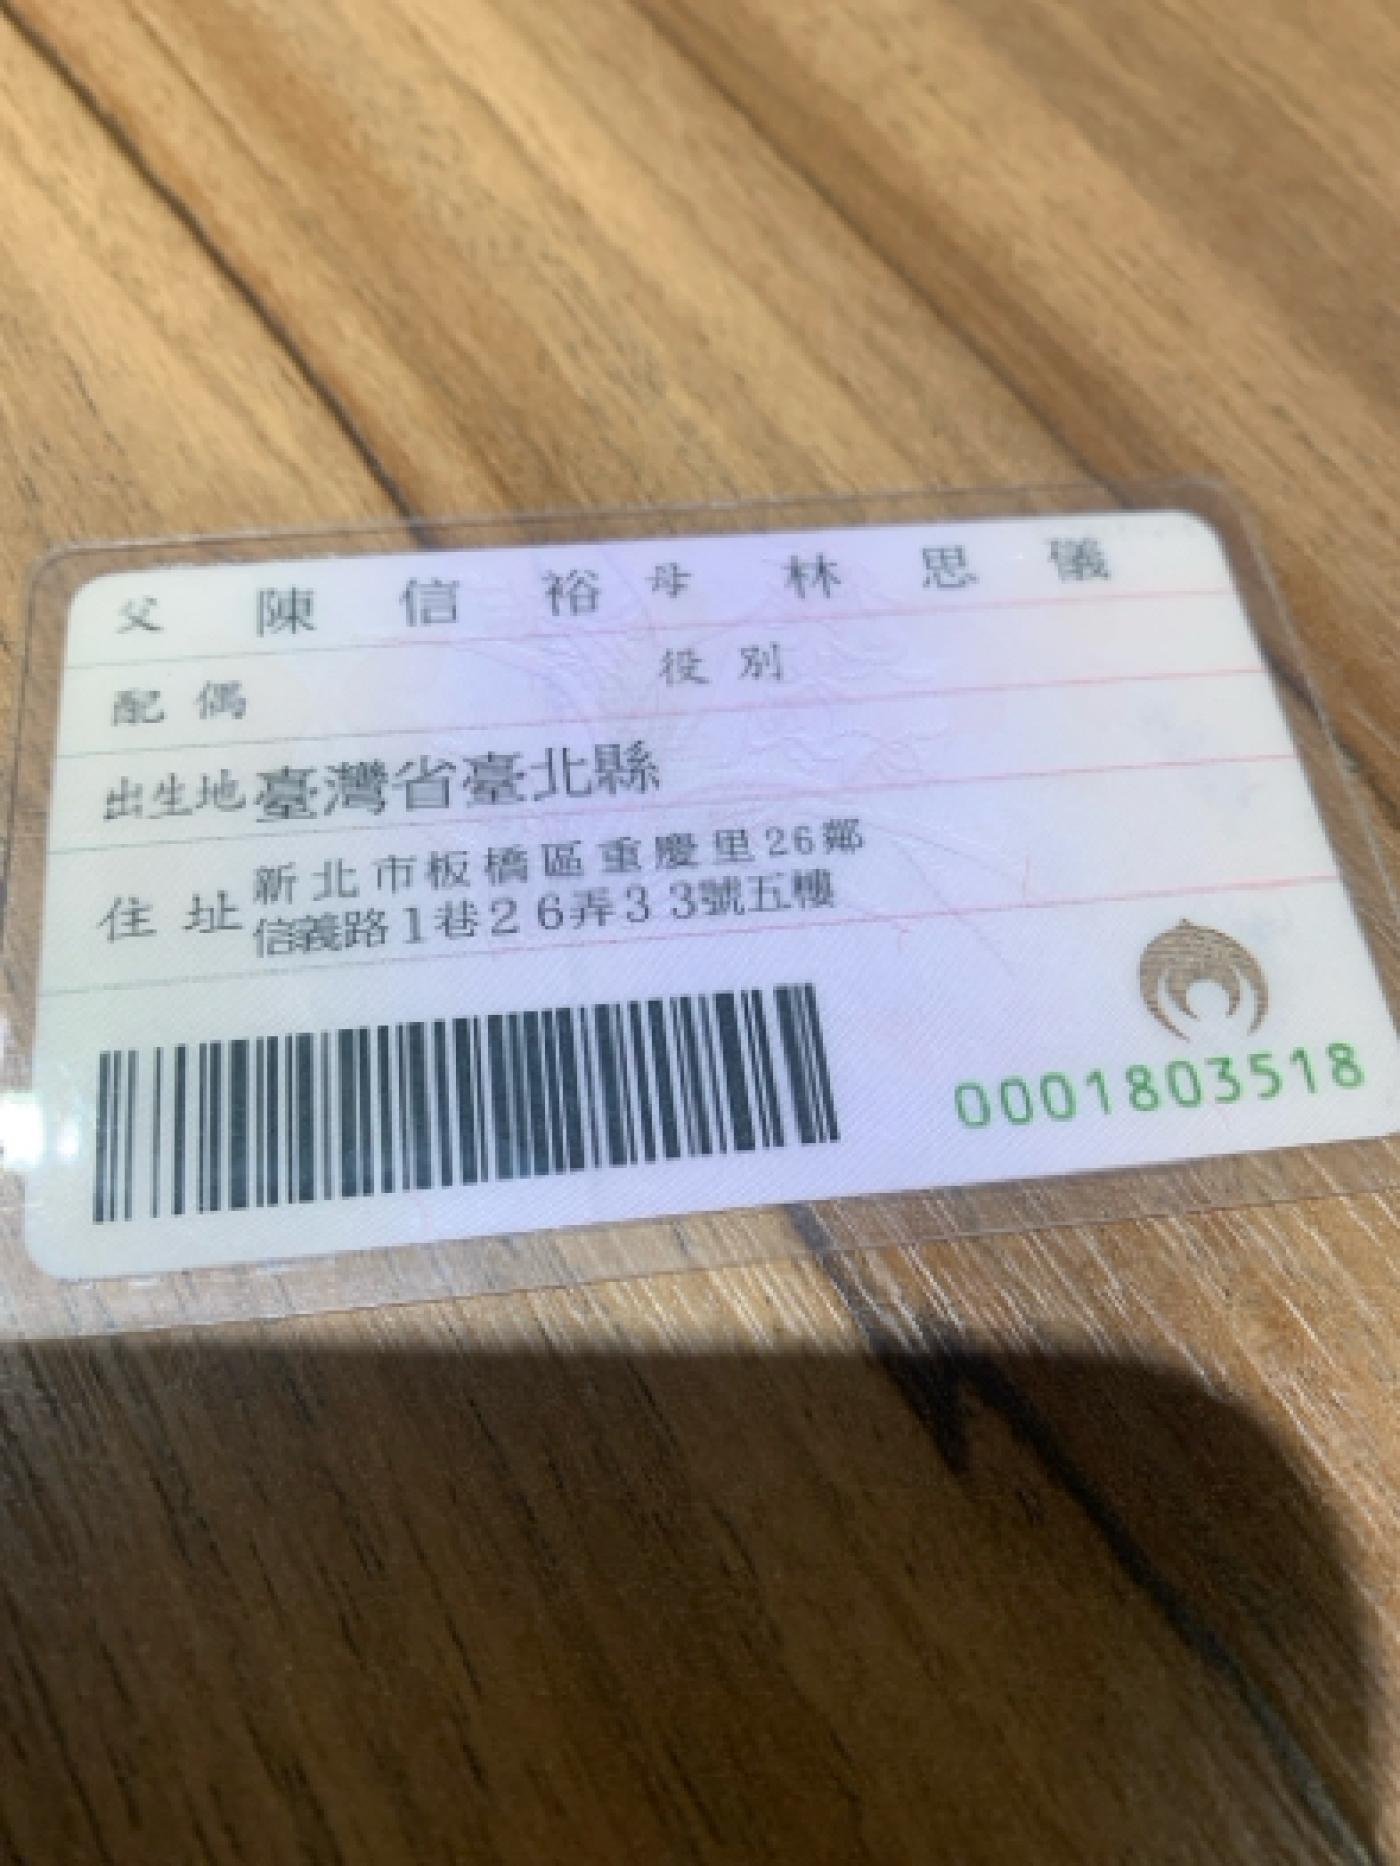 父 陳信裕 母 林思儀
配偶 役別
出生地 臺灣省臺北縣
住址 新北市板橋區重慶里26鄰
信義路1巷26弄33號五樓
0001803518